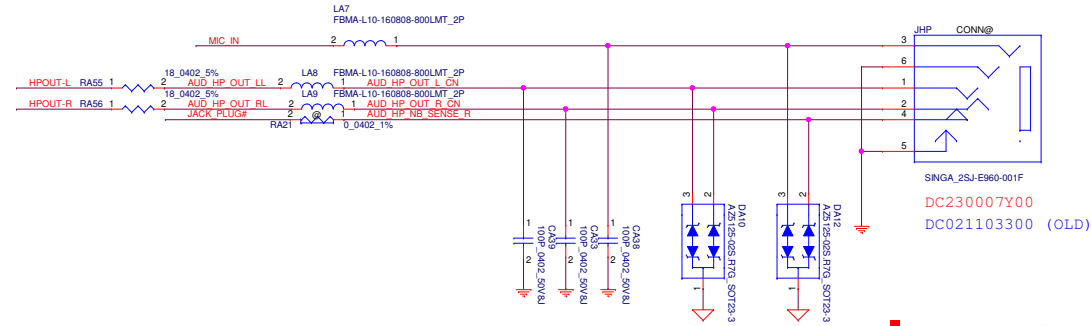 LA7
FBMA-L10-160808-800LMT_2P
MIC IN 2 1
JHP CONN@
3
6
18_0402_5% LA8 FBMA-L10-160808-800LMT_2P
HPOUT-L RA55 1 2 AUD_HP_OUT_LL 2 1 AUD_HP_OUT_L_CN 1
18_0402_5% LA9 FBMA-L10-160808-800LMT_2P
HPOUT-R RA56 1 2 AUD_HP_OUT_RL 2 1 AUD_HP_OUT_R_CN 2
JACK_PLUG# 2 @ 1 AUD_HP_NB_SENSE_R 4
RA21 0_0402_1%
5
SINGA_2SJ-E960-001F
DC230007Y00
DC021103300 (OLD)
1 2 CA39
100P_0402_50V8J
1 2 CA33
100P_0402_50V8J
1 2 CA38
100P_0402_50V8J
3 2 1 DA10
AZ5125-02S.R7G_SOT23-3
3 2 1 DA12
AZ5125-02S.R7G_SOT23-3